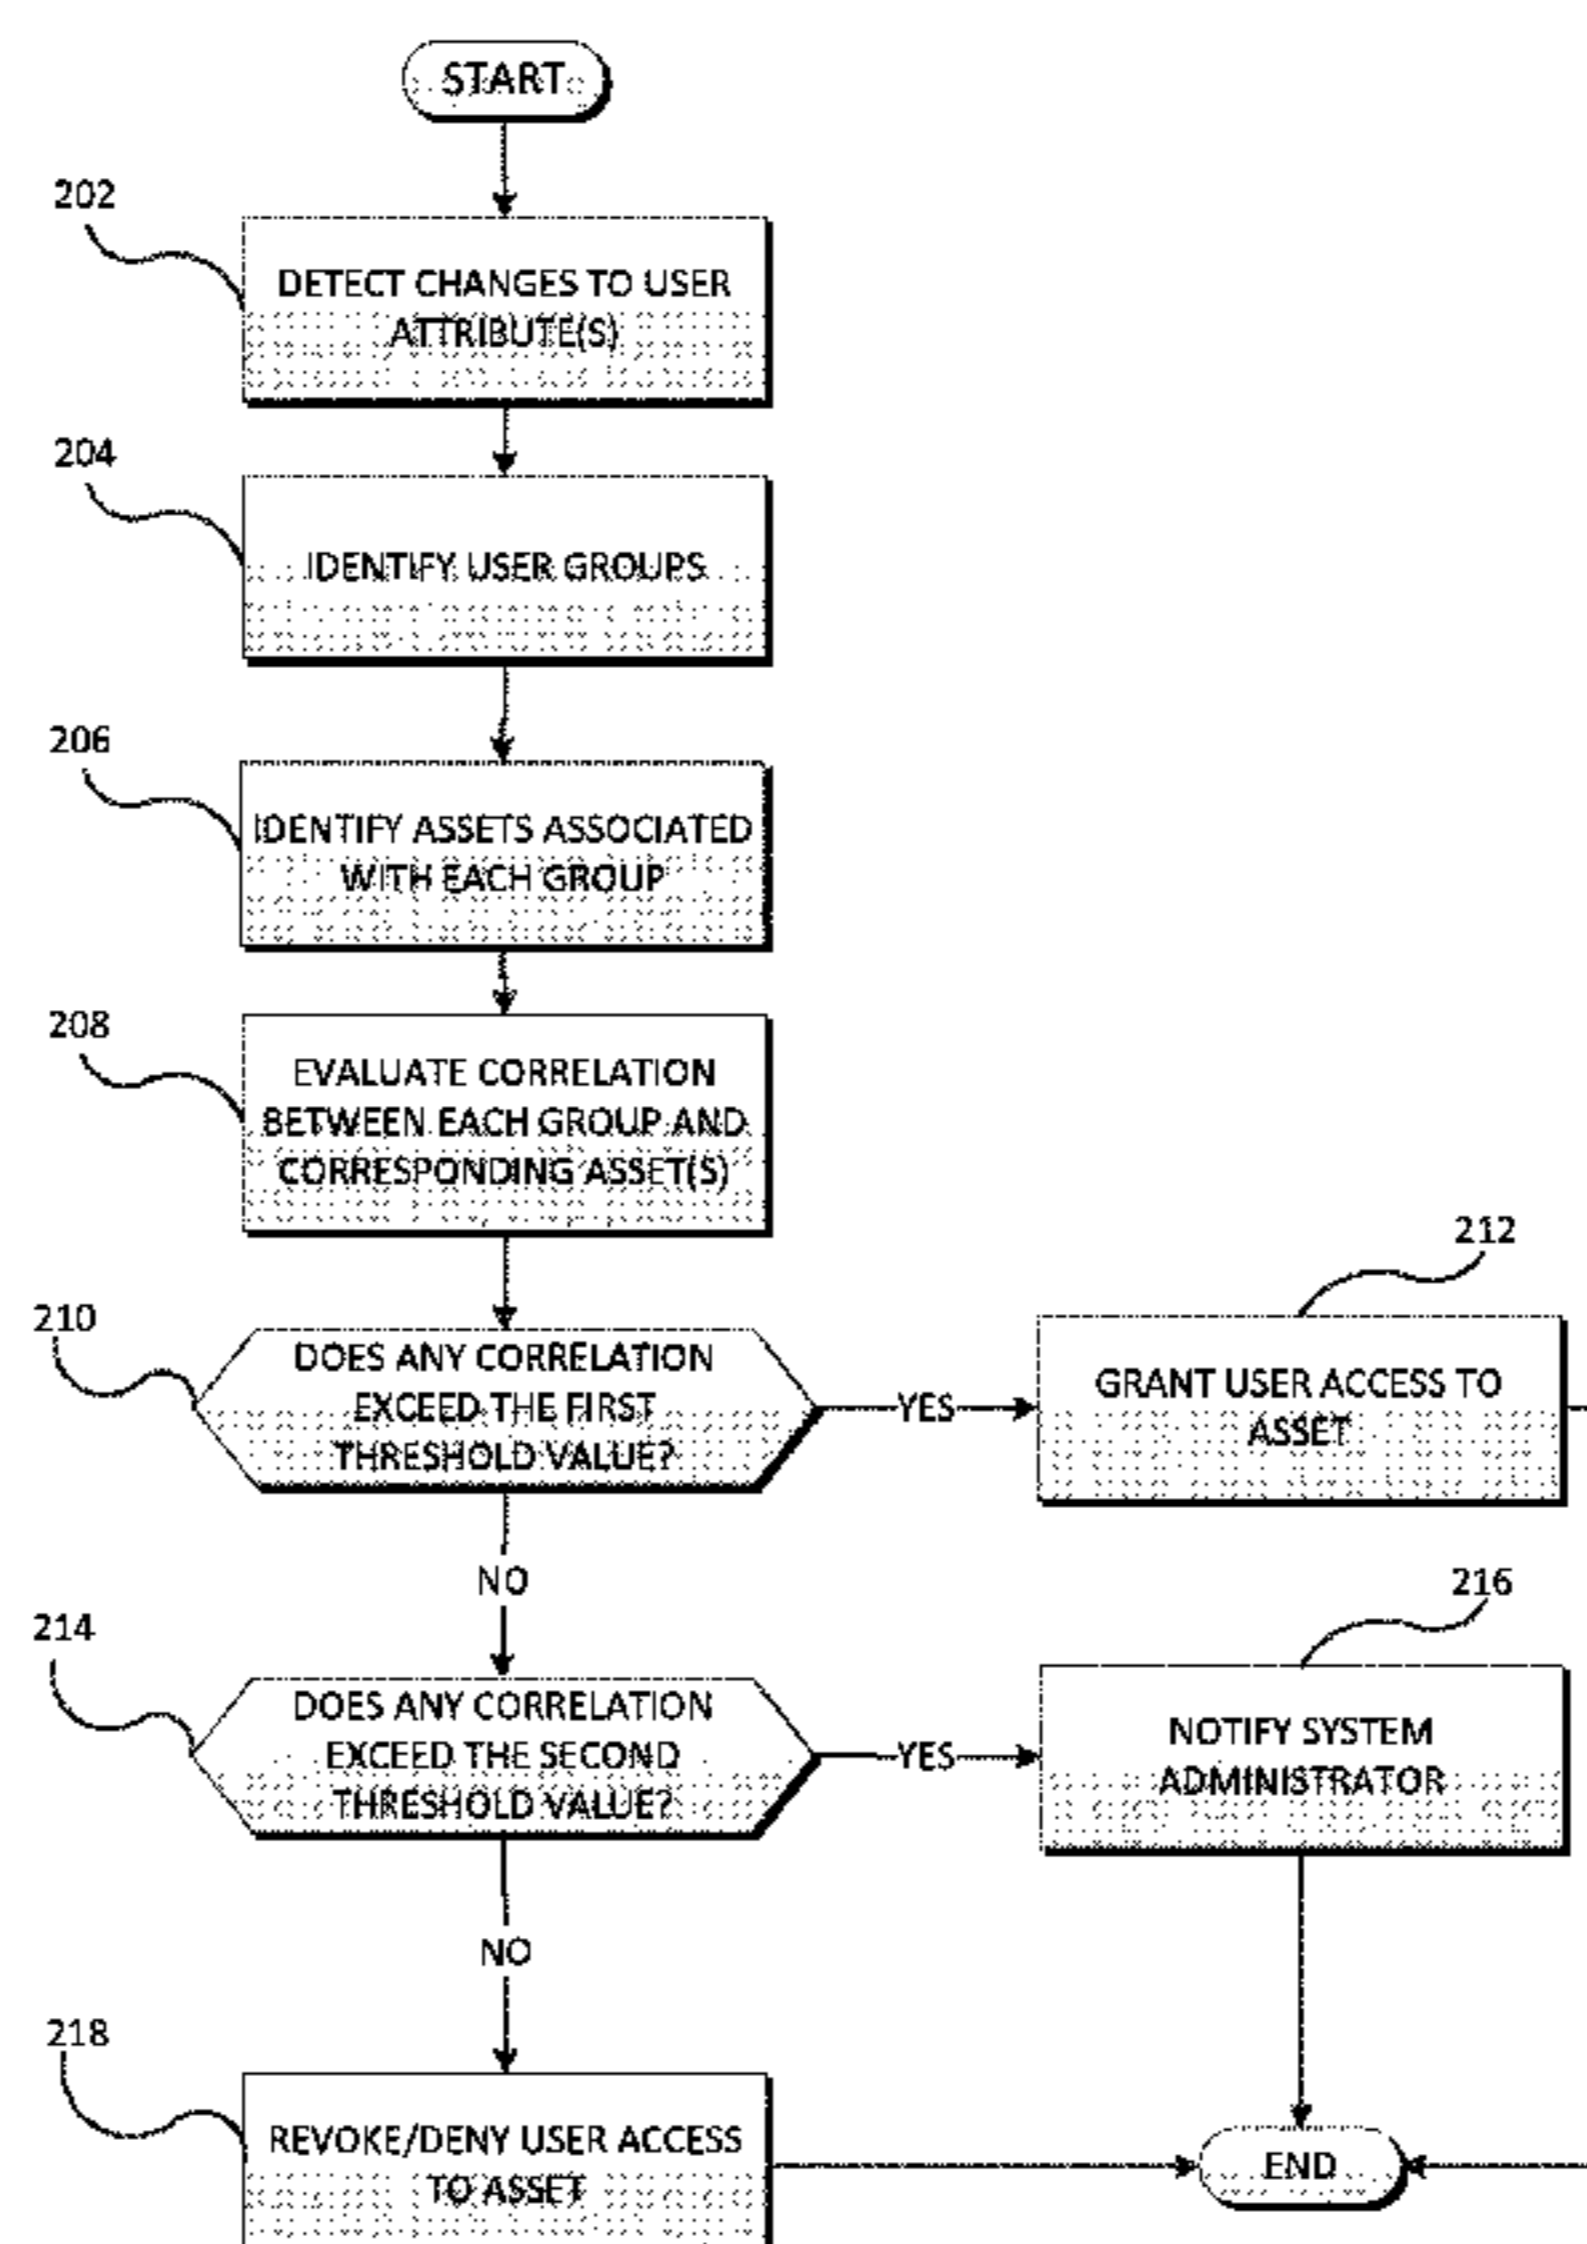 START
202
DETECT CHANGES TO USER
ATTRIBUTE(S)
204
IDENTIFY USER GROUPS
206
IDENTIFY ASSETS ASSOCIATED
WITH EACH GROUP
208
EVALUATE CORRELATION
BETWEEN EACH GROUP AND
CORRESPONDING ASSET(S)
210
DOES ANY CORRELATION
EXCEED THE FIRST
THRESHOLD VALUE?
YES
212
GRANT USER ACCESS TO
ASSET
NO
214
DOES ANY CORRELATION
EXCEED THE SECOND
THRESHOLD VALUE?
YES
216
NOTIFY SYSTEM
ADMINISTRATOR
NO
218
REVOKE/DENY USER ACCESS
TO ASSET
END